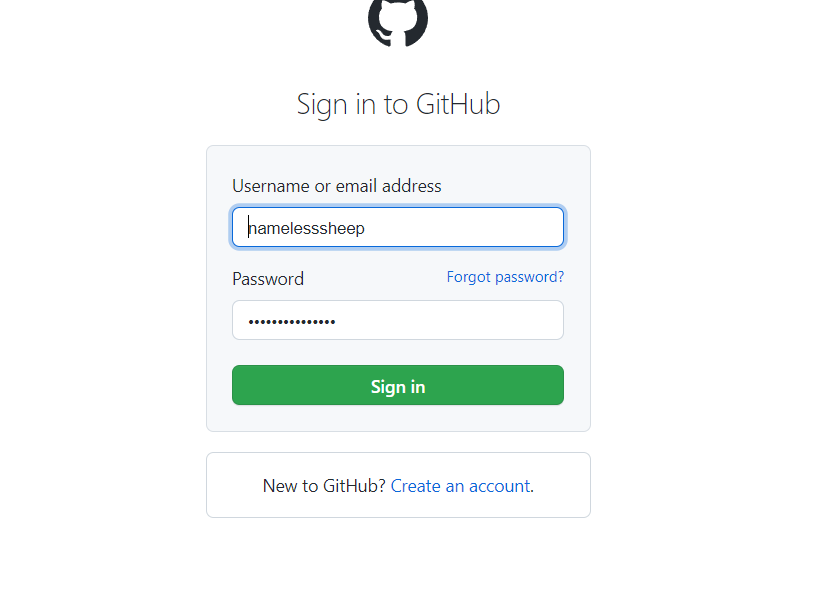 Sign in to GitHub
Username or email address
namelesssheep
Password Forgot password?
•••••••••••••••
Sign in
New to GitHub? Create an account.